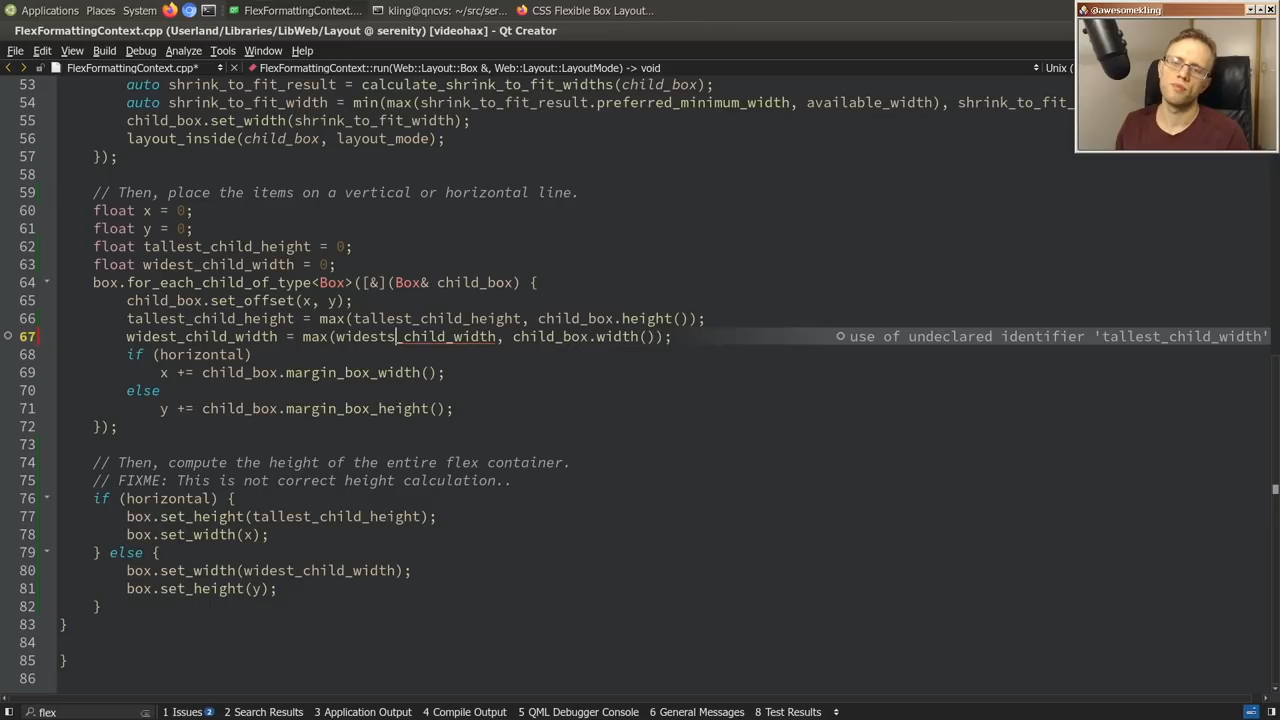 Applications Places System FlexFormattingContext.... kling@qncvs: ~/src/ser... CSS Flexible Box Layout...
@awesomekling
FlexFormattingContext.cpp (Userland/Libraries/LibWeb/Layout @ serenity) [videohax] - Qt Creator
File Edit View Build Debug Analyze Tools Window Help
FlexFormattingContext.cpp* FlexFormattingContext::run(Web::Layout::Box &, Web::Layout::LayoutMode) -> void Unix (
53 auto shrink_to_fit_result = calculate_shrink_to_fit_widths(child_box);
54 auto shrink_to_fit_width = min(max(shrink_to_fit_result.preferred_minimum_width, available_width), shrink_to_fit_
55 child_box.set_width(shrink_to_fit_width);
56 layout_inside(child_box, layout_mode);
57 });
58
59 // Then, place the items on a vertical or horizontal line.
60 float x = 0;
61 float y = 0;
62 float tallest_child_height = 0;
63 float widest_child_width = 0;
64 box.for_each_child_of_type<Box>([&](Box& child_box) {
65 child_box.set_offset(x, y);
66 tallest_child_height = max(tallest_child_height, child_box.height());
67 widest_child_width = max(widests_child_width, child_box.width()); use of undeclared identifier 'tallest_child_width'
68 if (horizontal)
69 x += child_box.margin_box_width();
70 else
71 y += child_box.margin_box_height();
72 });
73
74 // Then, compute the height of the entire flex container.
75 // FIXME: This is not correct height calculation..
76 if (horizontal) {
77 box.set_height(tallest_child_height);
78 box.set_width(x);
79 } else {
80 box.set_width(widest_child_width);
81 box.set_height(y);
82 }
83 }
84
85 }
86
flex 1 Issues 2 2 Search Results 3 Application Output 4 Compile Output 5 QML Debugger Console 6 General Messages 8 Test Results